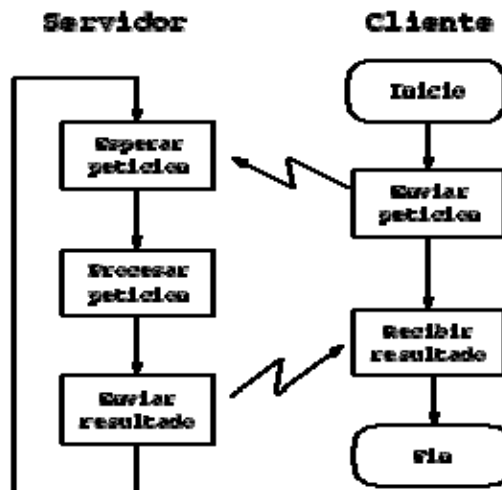 Servidor
Cliente
Inicio
Esperar
peticion
Enviar
peticion
Procesar
peticion
Recibir
resultado
Enviar
resultado
Fin